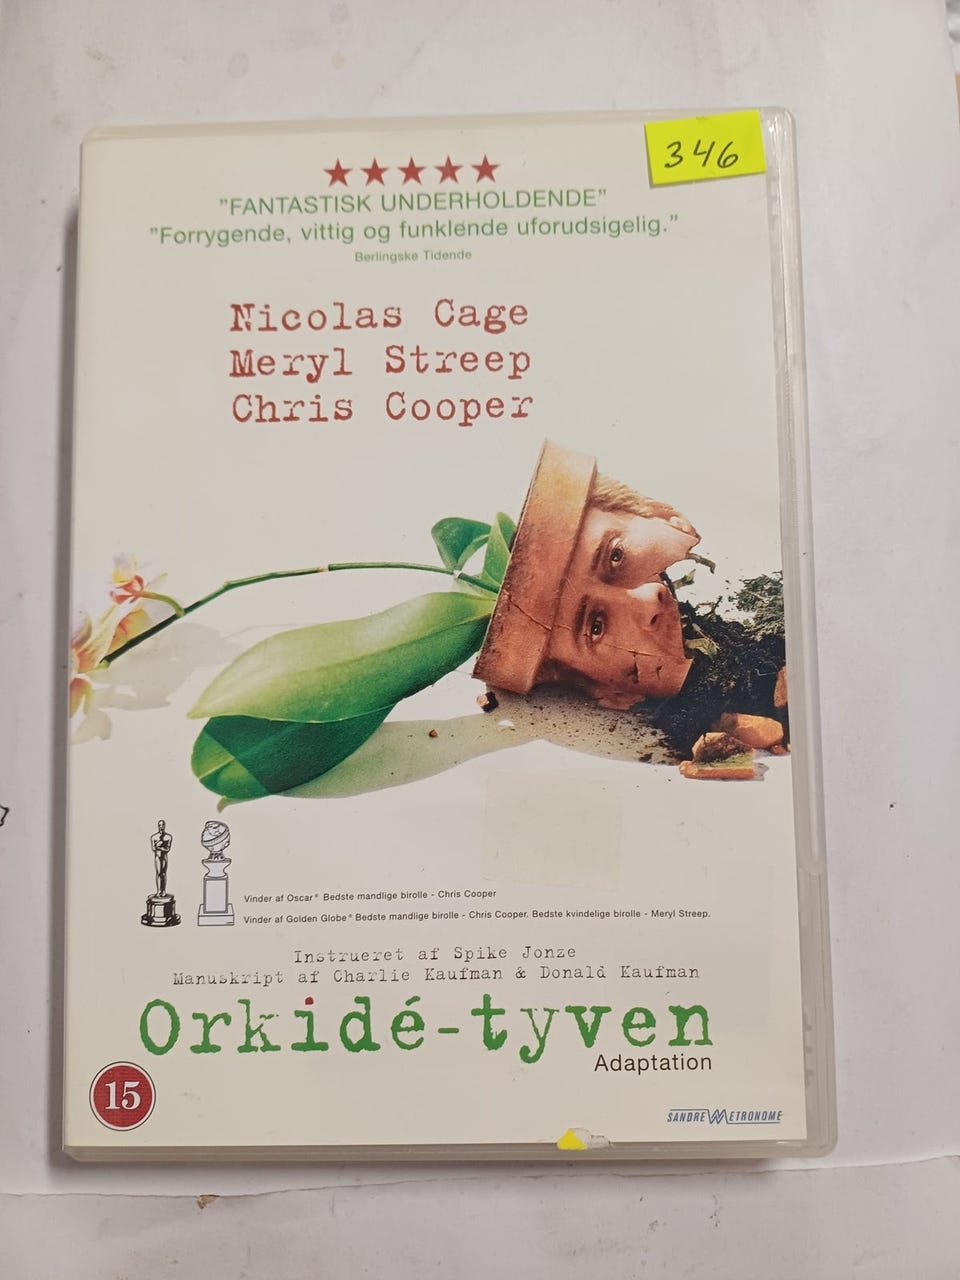 346
"FANTASTISK UNDERHOLDENDE"
"Forrygende, vittig og funklende uforudsigelig."
Berlingske Tidende
Nicolas Cage
Meryl Streep
Chris Cooper
Vinder af Oscar® Bedste mandlige birolle - Chris Cooper
Vinder af Golden Globe® Bedste mandlige birolle - Chris Cooper. Bedste kvindelige birolle - Meryl Streep.
Instrueret af Spike Jonze
Manuskript af Charlie Kaufman & Donald Kaufman
Orkidé-tyven
Adaptation
15
SANDREW METRONOME